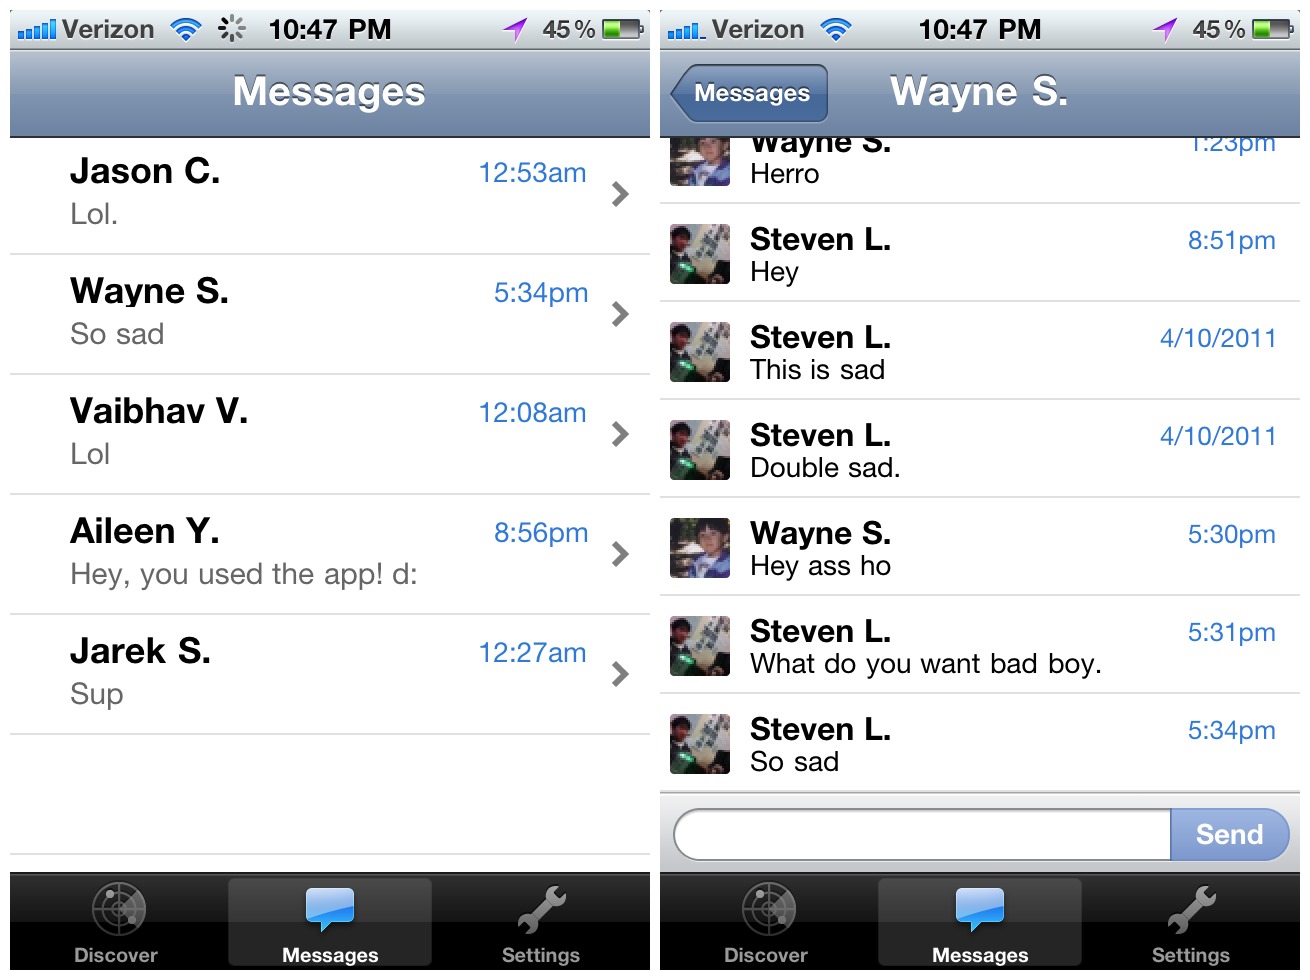 Verizon 10:47 PM 45%
Messages
Jason C. 12:53am
Lol.
Wayne S. 5:34pm
So sad
Vaibhav V. 12:08am
Lol
Aileen Y. 8:56pm
Hey, you used the app! d:
Jarek S. 12:27am
Sup
Discover Messages Settings
Verizon 10:47 PM 45%
Messages Wayne S.
Wayne S. 1:23pm
Herro
Steven L. 8:51pm
Hey
Steven L. 4/10/2011
This is sad
Steven L. 4/10/2011
Double sad.
Wayne S. 5:30pm
Hey ass ho
Steven L. 5:31pm
What do you want bad boy.
Steven L. 5:34pm
So sad
Send
Discover Messages Settings